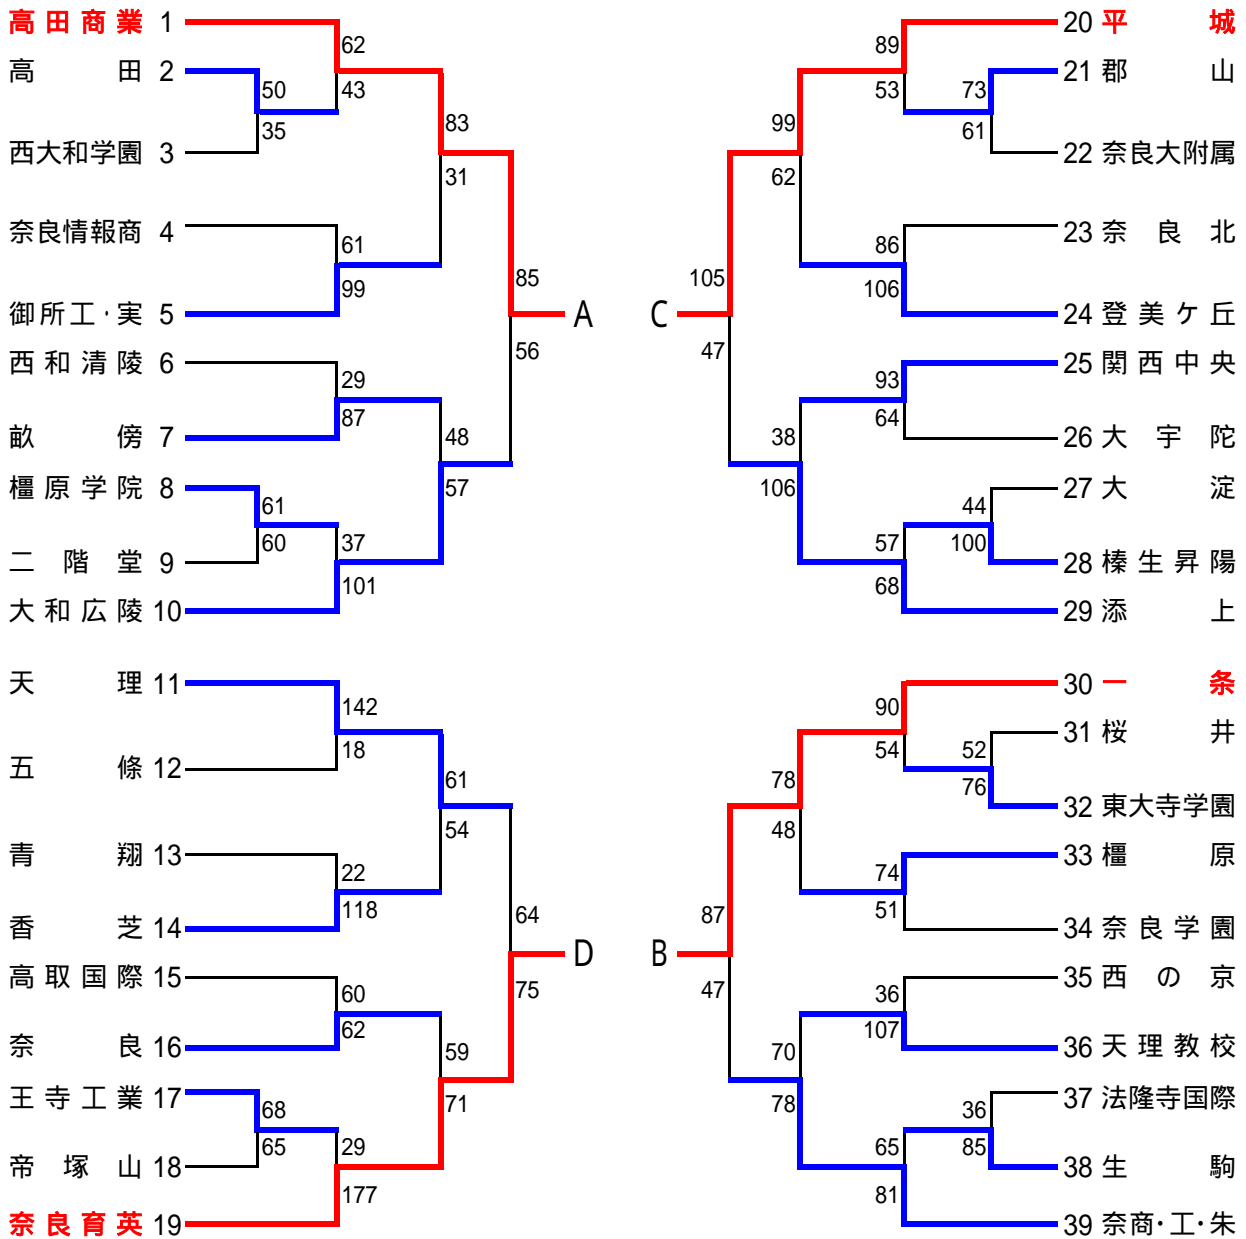 高田商業 1
高田 2
西大和学園 3
奈良情報商 4
御所工・実 5
西和清陵 6
畝傍 7
橿原学院 8
二階堂 9
大和広陵 10
62
43
50
35
83
31
61
99
85
56
A
29
87
48
57
61
60
37
101
天理 11
五條 12
青翔 13
香芝 14
高取国際 15
奈良 16
王寺工業 17
帝塚山 18
奈良育英 19
142
18
61
54
22
118
64
75
D
60
62
59
71
68
65
29
177
20 平城
21 郡山
22 奈良大附属
23 奈良北
24 登美ケ丘
25 関西中央
26 大宇陀
27 大淀
28 榛生昇陽
29 添上
89
53
73
61
99
62
86
106
105
47
C
93
64
38
106
44
100
57
68
30 一条
31 桜井
32 東大寺学園
33 橿原
34 奈良学園
35 西の京
36 天理教校
37 法隆寺国際
38 生駒
39 奈商・工・朱
90
54
52
76
78
48
74
51
87
47
B
36
107
70
78
36
85
65
81